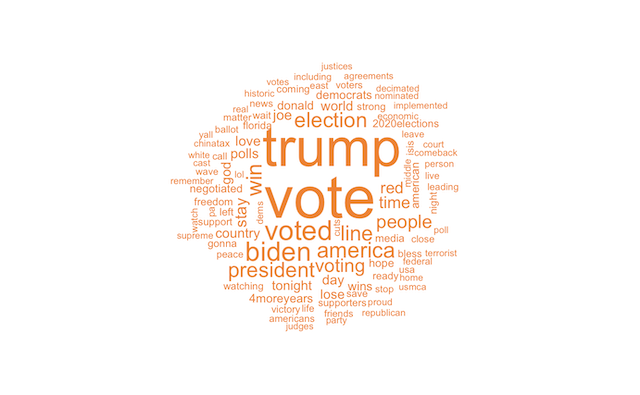 justices
including agreements
votes
coming east voters decimated
historic democrats nominated
news donald world strong implemented
real
matter wait joe election economic
florida 2020elections
ballot
yall leave
chinatax love trump isis court
white call polls comeback
cast god middle person
wave lol win american live
remember
negotiated vote red leading
freedom stay time night
watch pa left dems
support voted cuts line people poll
supreme country media close
gonna biden america
peace bless terrorist
president voting hope federal
ready usa
home
watching tonight day wins stop usmca
4moreyears lose save
supporters proud
victory life friends republican
americans party
judges